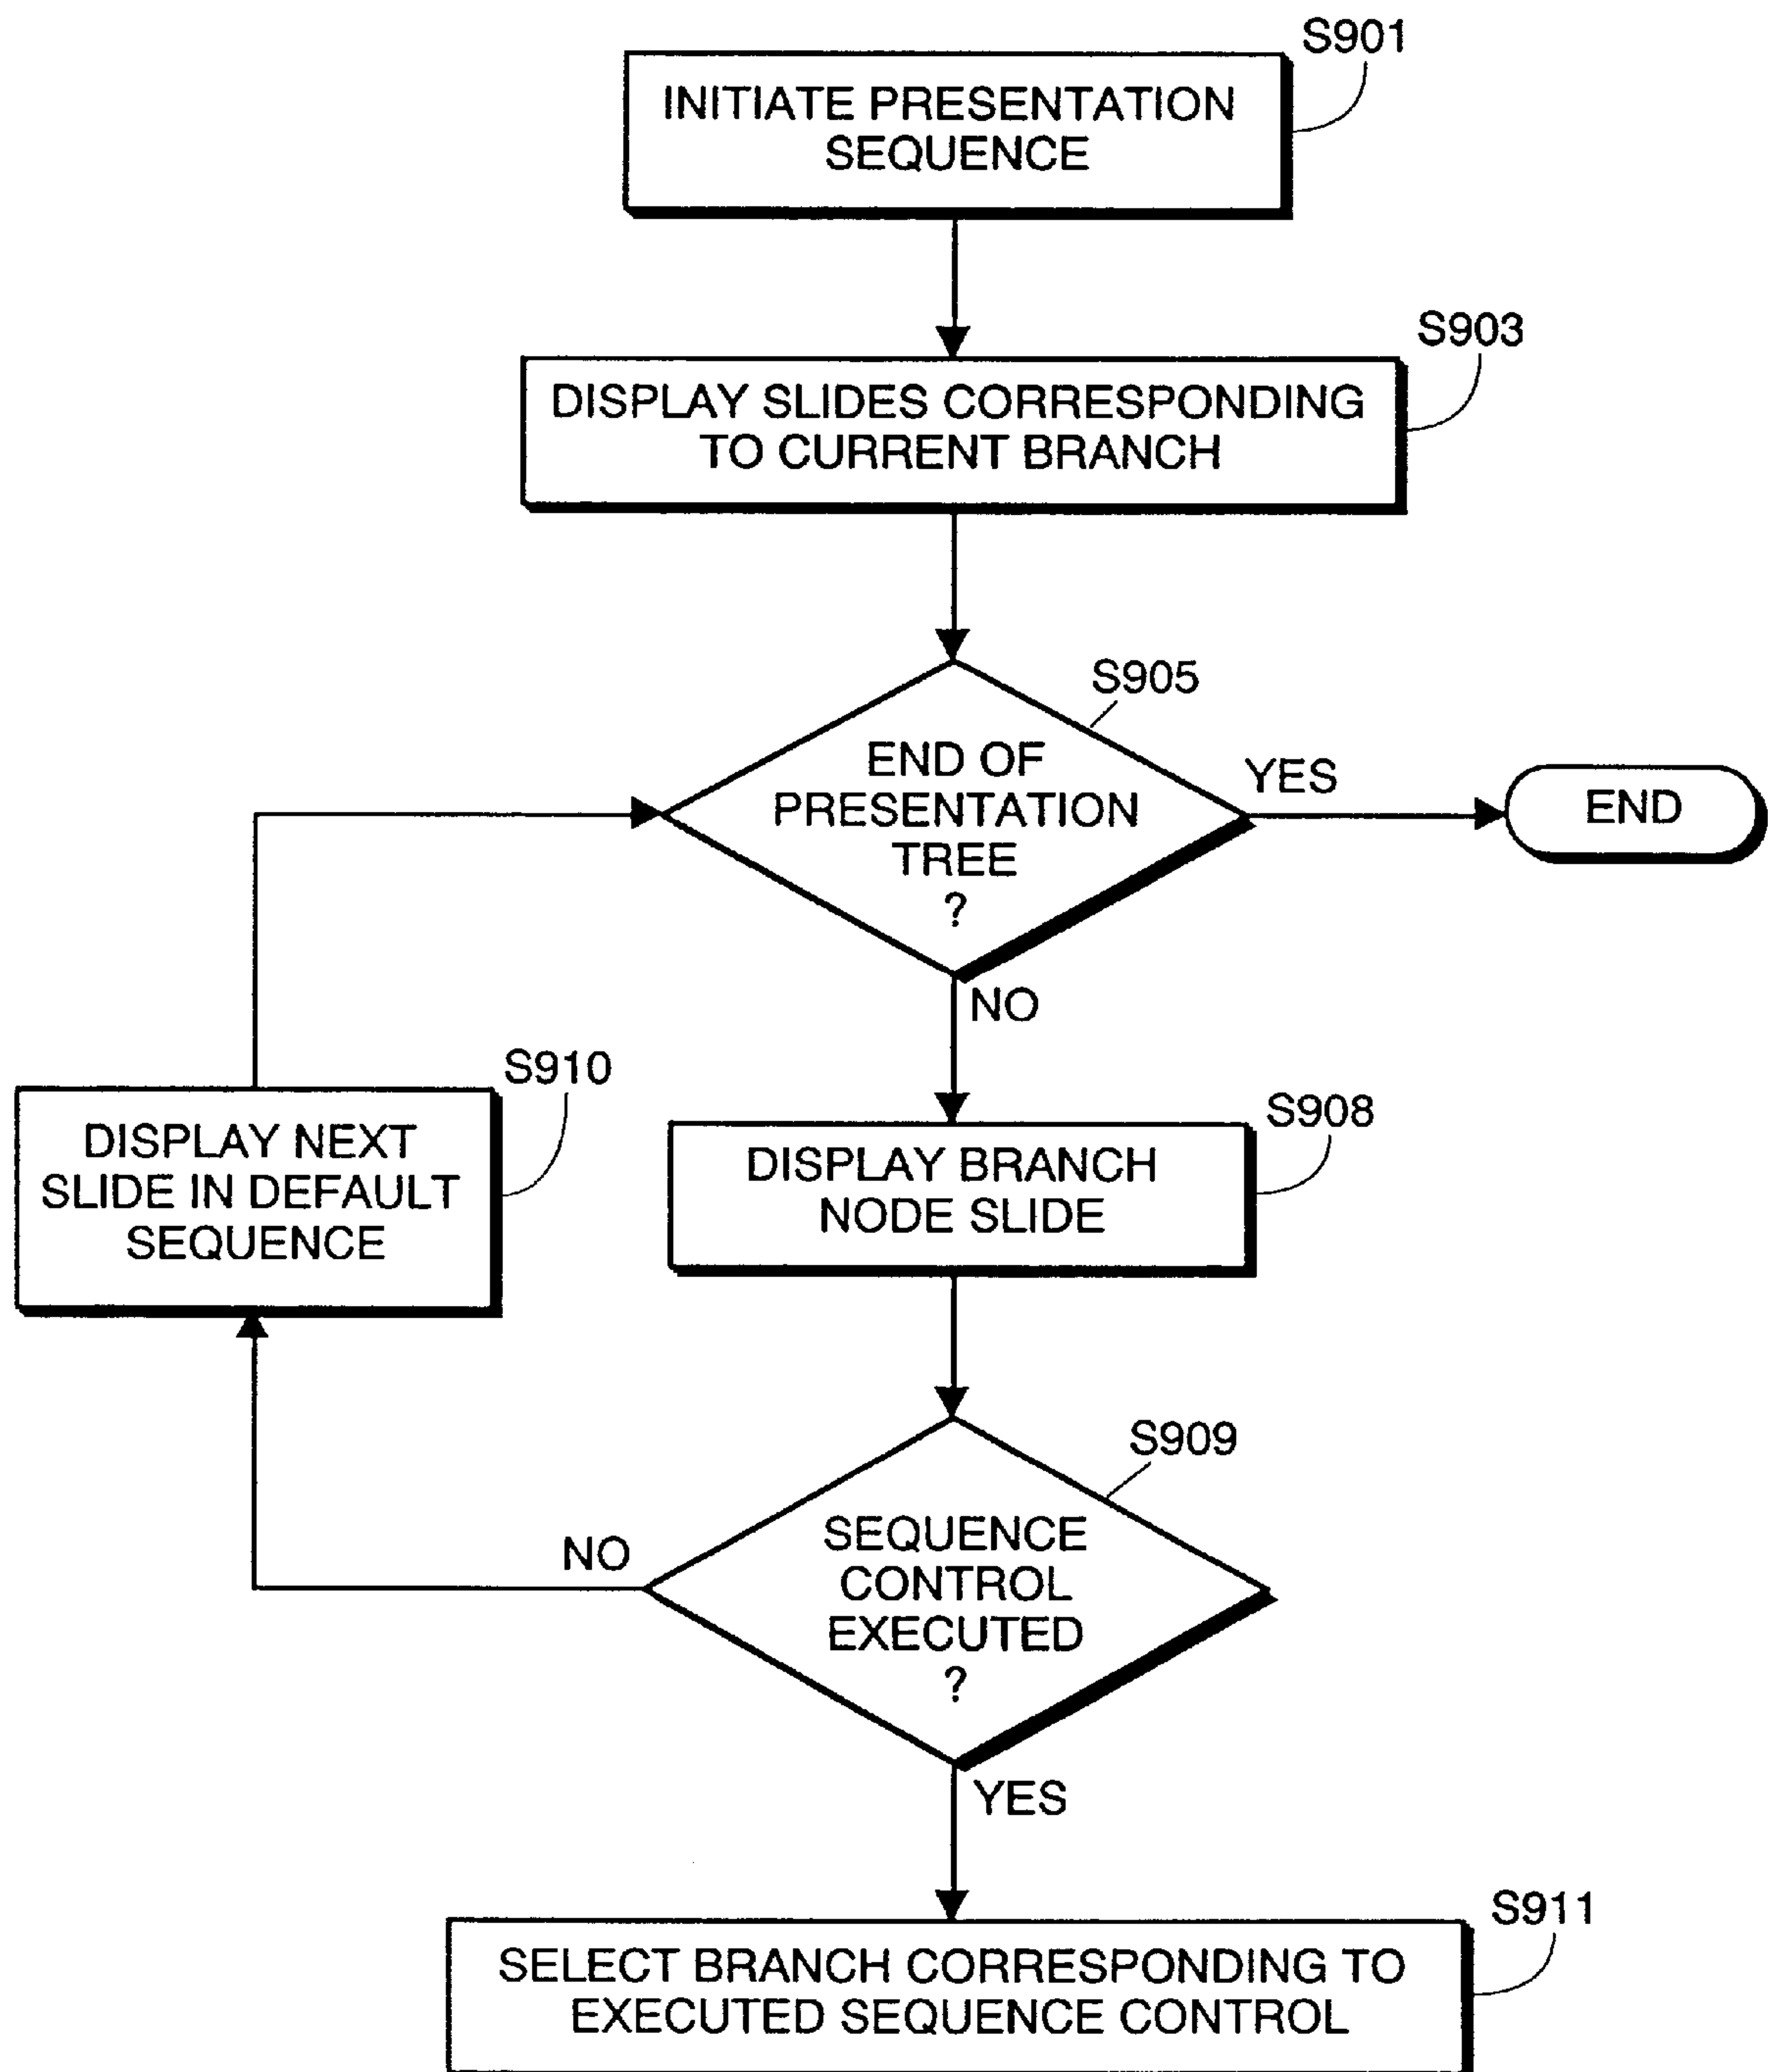 S901
INITIATE PRESENTATION
SEQUENCE
S903
DISPLAY SLIDES CORRESPONDING
TO CURRENT BRANCH
S905
END OF
PRESENTATION
TREE
?
YES
END
NO
S910
DISPLAY NEXT
SLIDE IN DEFAULT
SEQUENCE
S908
DISPLAY BRANCH
NODE SLIDE
S909
SEQUENCE
CONTROL
EXECUTED
?
NO
YES
S911
SELECT BRANCH CORRESPONDING TO
EXECUTED SEQUENCE CONTROL